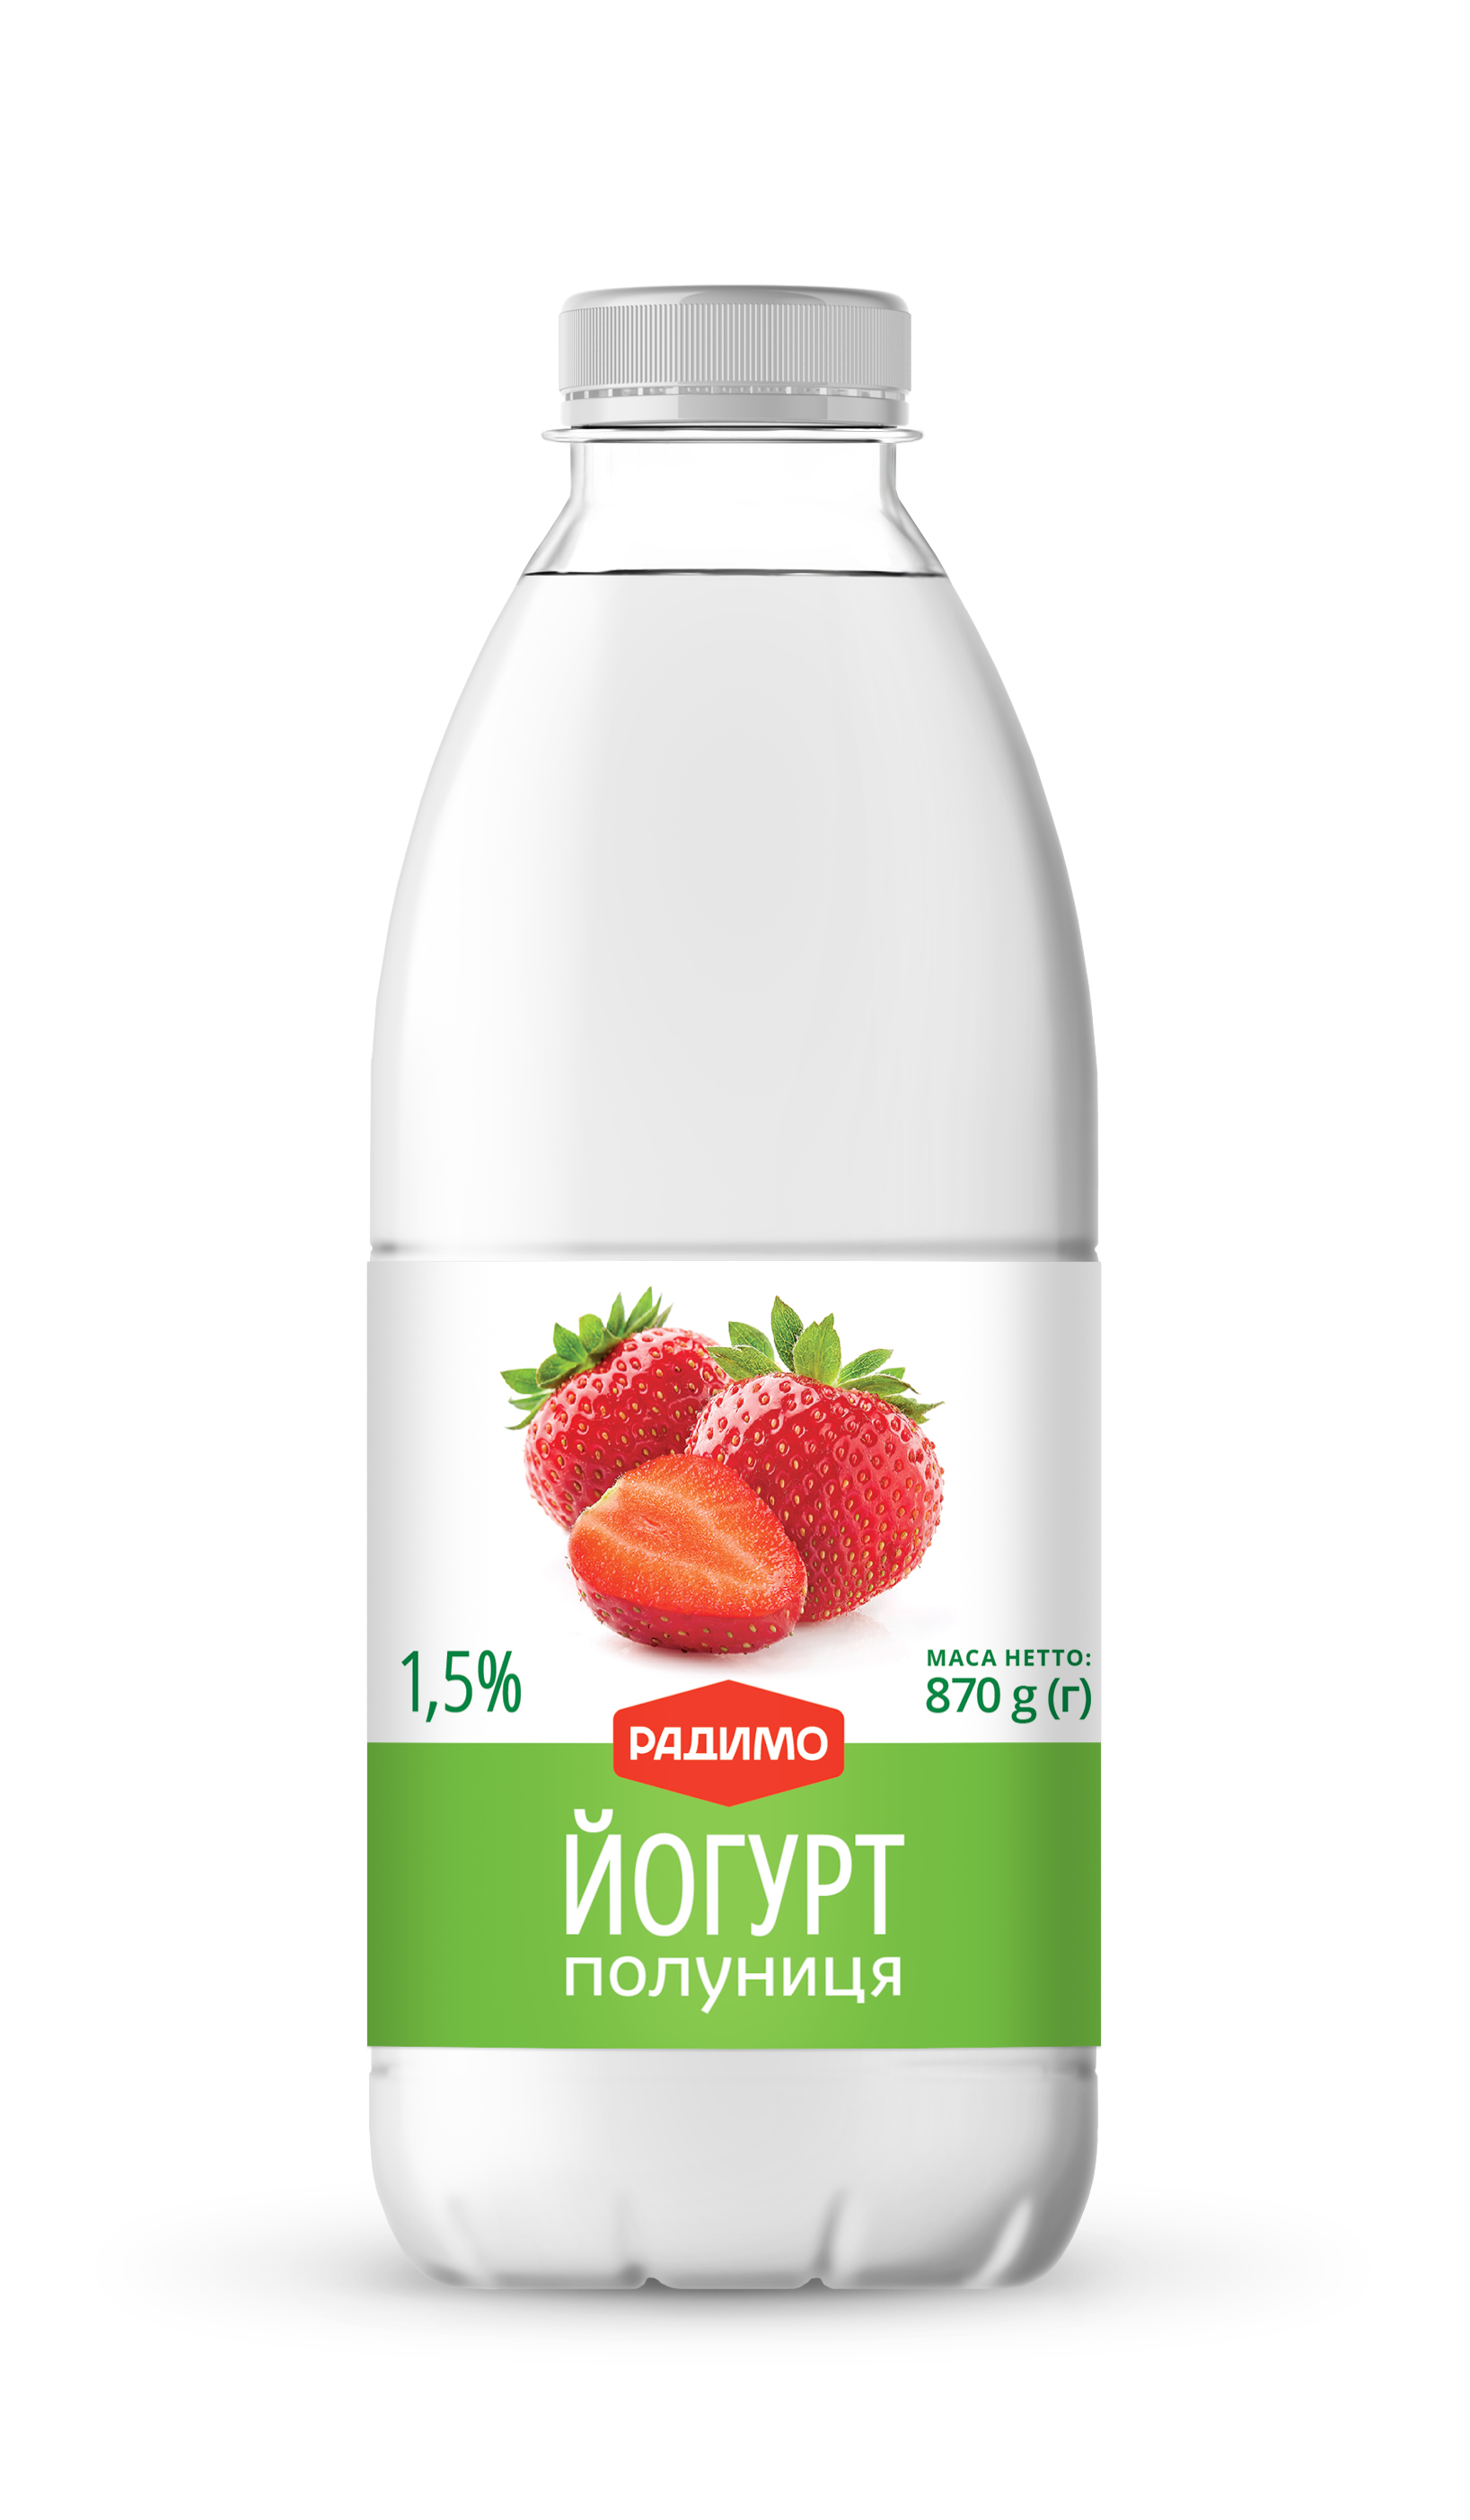 1,5%
МАСА НЕТТО:
870 g (г)
РАДИМО
ЙОГУРТ
полуниця